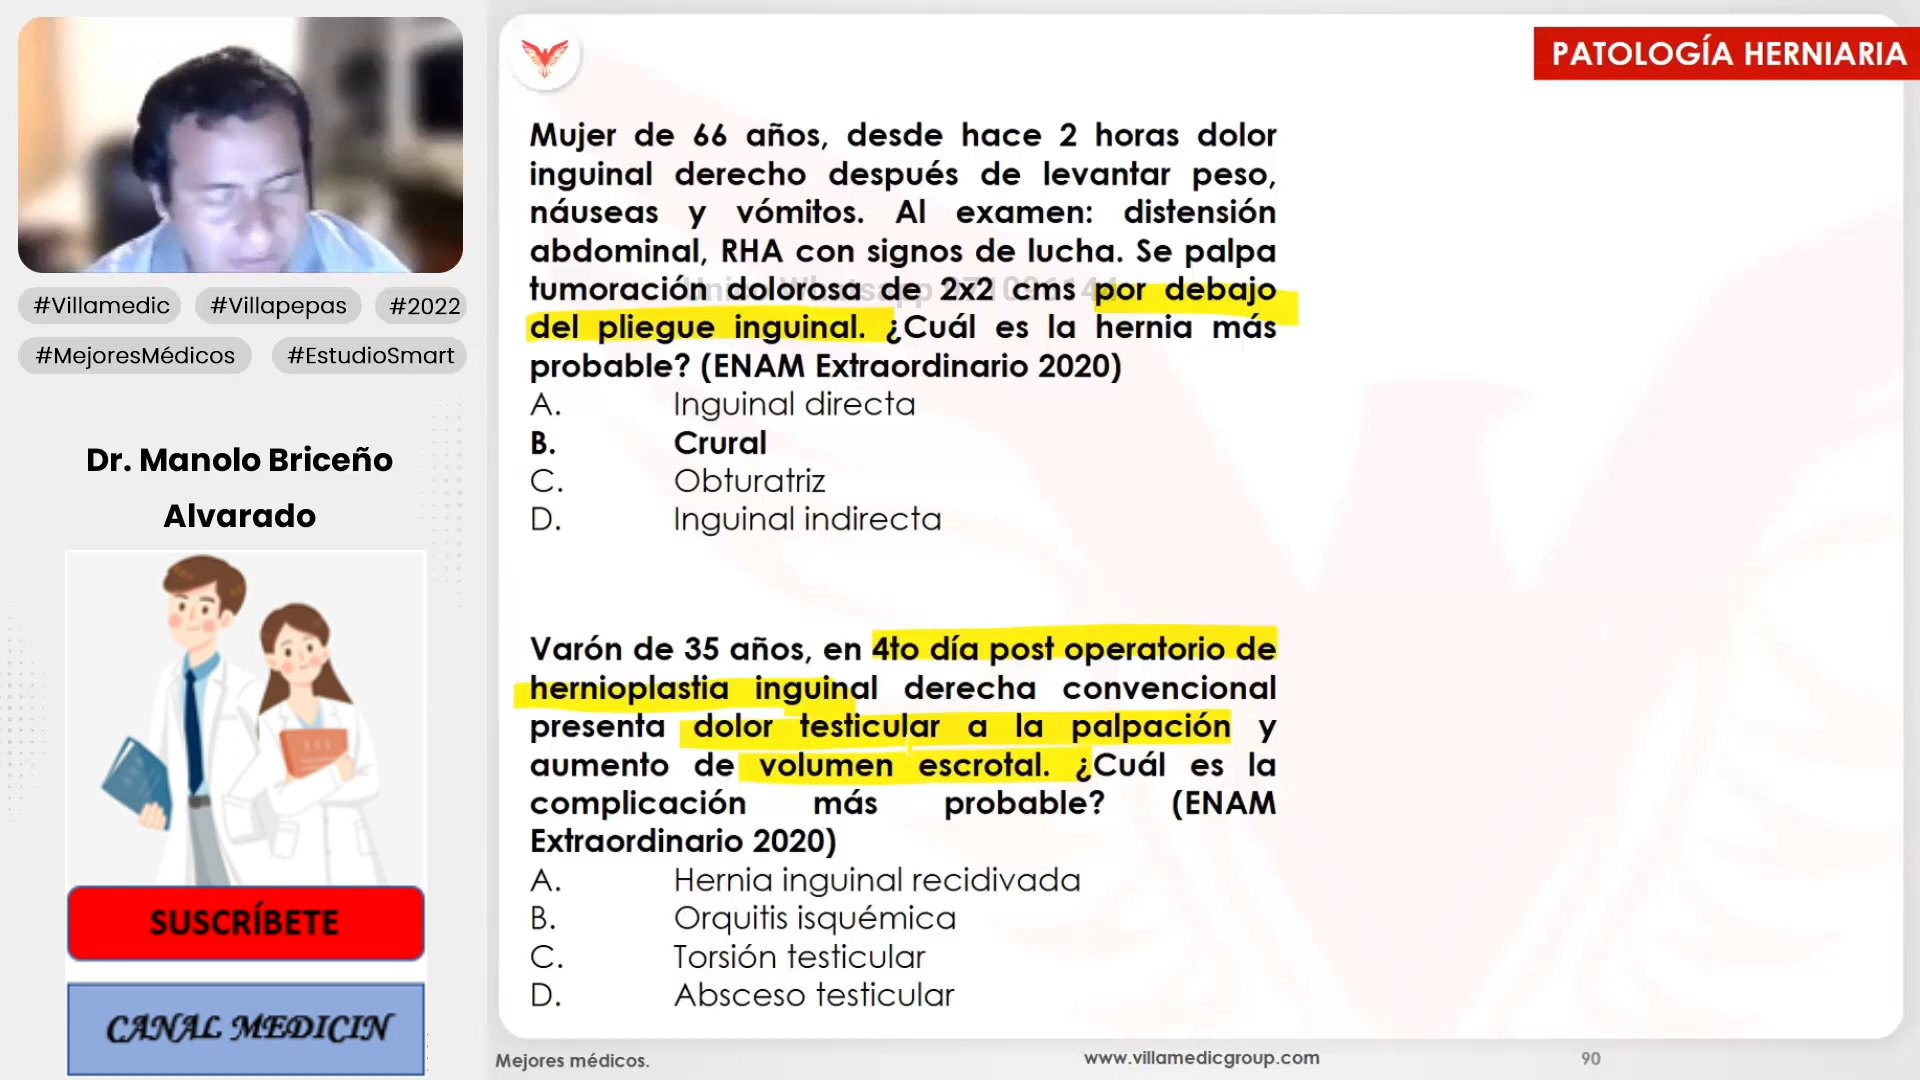 PATOLOGÍA HERNIARIA
Mujer de 66 años, desde hace 2 horas dolor
inguinal derecho después de levantar peso,
náuseas y vómitos. Al examen: distensión
abdominal, RHA con signos de lucha. Se palpa
tumoración dolorosa de 2x2 cms por debajo
del pliegue inguinal. ¿Cuál es la hernia más
probable? (ENAM Extraordinario 2020)
A. Inguinal directa
B. Crural
C. Obturatriz
D. Inguinal indirecta
Varón de 35 años, en 4to día post operatorio de
hernioplastia inguinal derecha convencional
presenta dolor testicular a la palpación y
aumento de volumen escrotal. ¿Cuál es la
complicación más probable? (ENAM
Extraordinario 2020)
A. Hernia inguinal recidivada
B. Orquitis isquémica
C. Torsión testicular
D. Absceso testicular
#Villamedic #Villapepas #2022
#MejoresMédicos #EstudioSmart
Dr. Manolo Briceño
Alvarado
SUSCRÍBETE
CANAL MEDICIN
Mejores médicos.
www.villamedicgroup.com
90